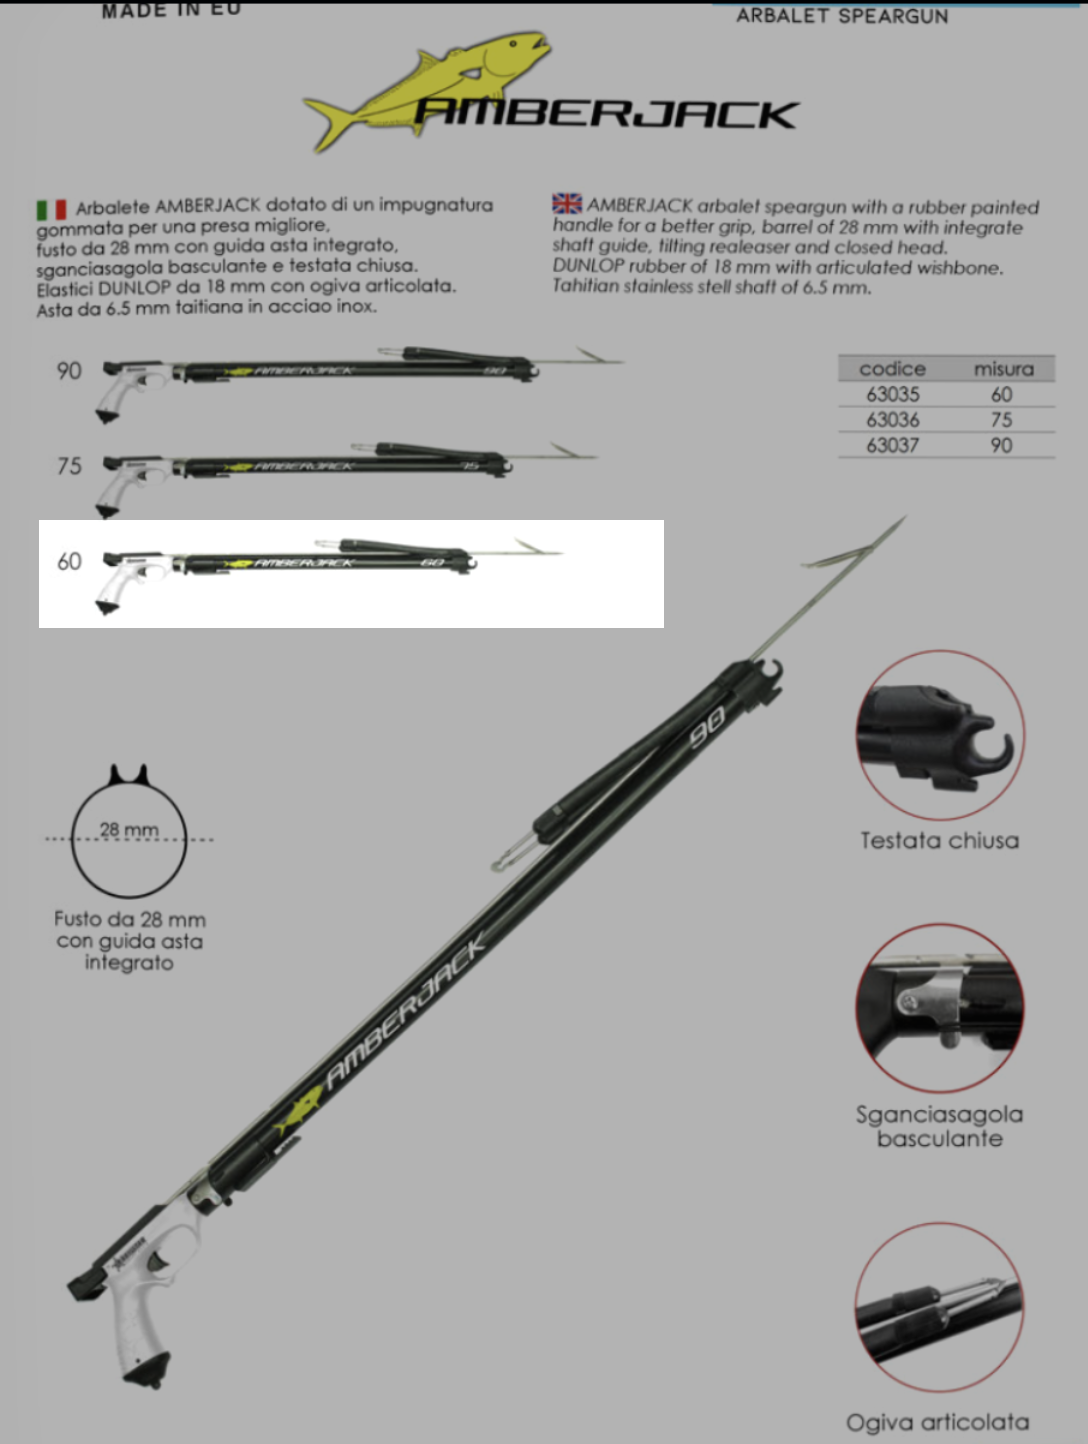 MADE IN EU
ARBALET SPEARGUN
AMBERJACK
Arbalete AMBERJACK dotato di un impugnatura
gommata per una presa migliore,
fusto da 28 mm con guida asta integrato,
sganciasagola basculante e testata chiusa.
Elastici DUNLOP da 18 mm con ogiva articolata.
Asta da 6.5 mm taitiana in acciao inox.
AMBERJACK arbalet speargun with a rubber painted
handle for a better grip, barrel of 28 mm with integrate
shaft guide, tilting realeaser and closed head.
DUNLOP rubber of 18 mm with articulated wishbone.
Tahitian stainless stell shaft of 6.5 mm.
90
AMBERJACK 90
codice misura
63035 60
63036 75
63037 90
75
AMBERJACK 75
60
AMBERJACK 60
90
AMBERJACK
28 mm
Fusto da 28 mm
con guida asta
integrato
Testata chiusa
Sganciasagola
basculante
Ogiva articolata